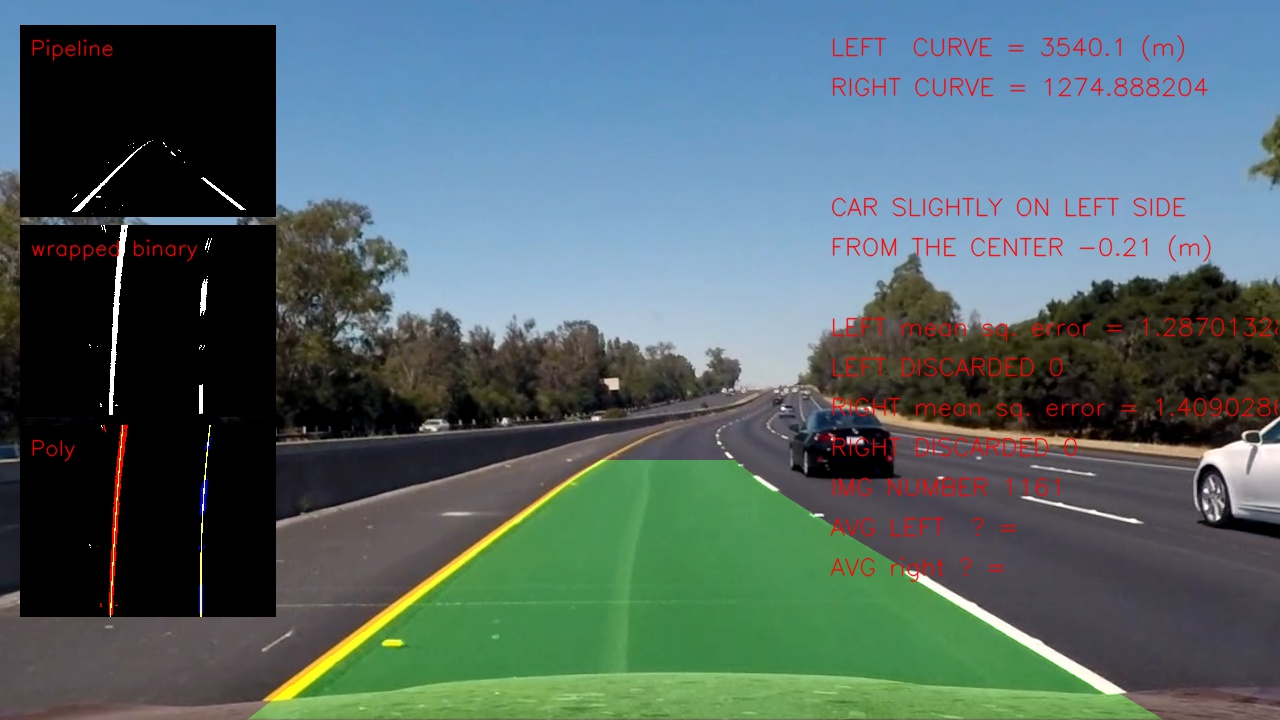 Pipeline
wrapped binary
Poly
LEFT CURVE = 3540.1 (m)
RIGHT CURVE = 1274.888204
CAR SLIGHTLY ON LEFT SIDE
FROM THE CENTER -0.21 (m)
LEFT mean sq. error = 1.2870132
LEFT DISCARDED 0
RIGHT mean sq. error = 1.409028
RIGHT DISCARDED 0
IMG NUMBER 1161
AVG LEFT ? =
AVG right ? =